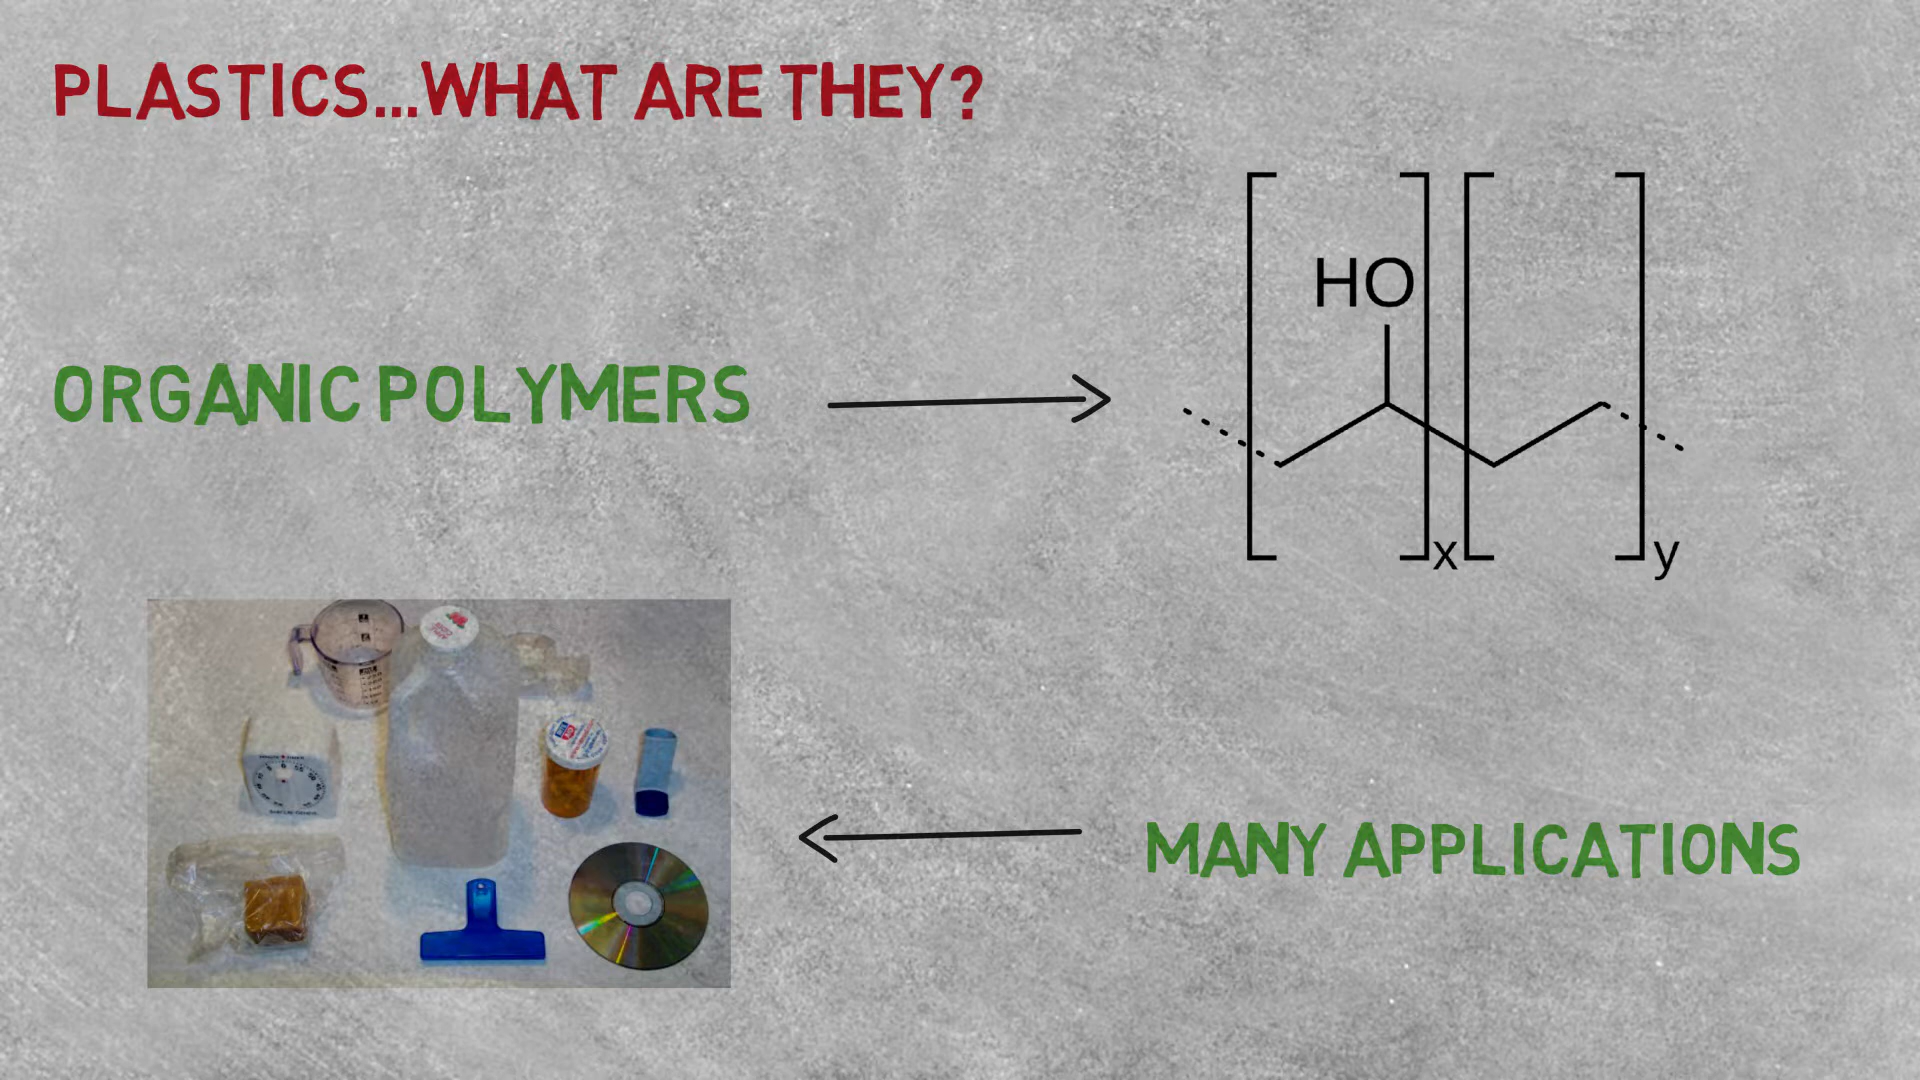 PLASTICS...WHAT ARE THEY?
HO
ORGANIC POLYMERS
x
y
MANY APPLICATIONS